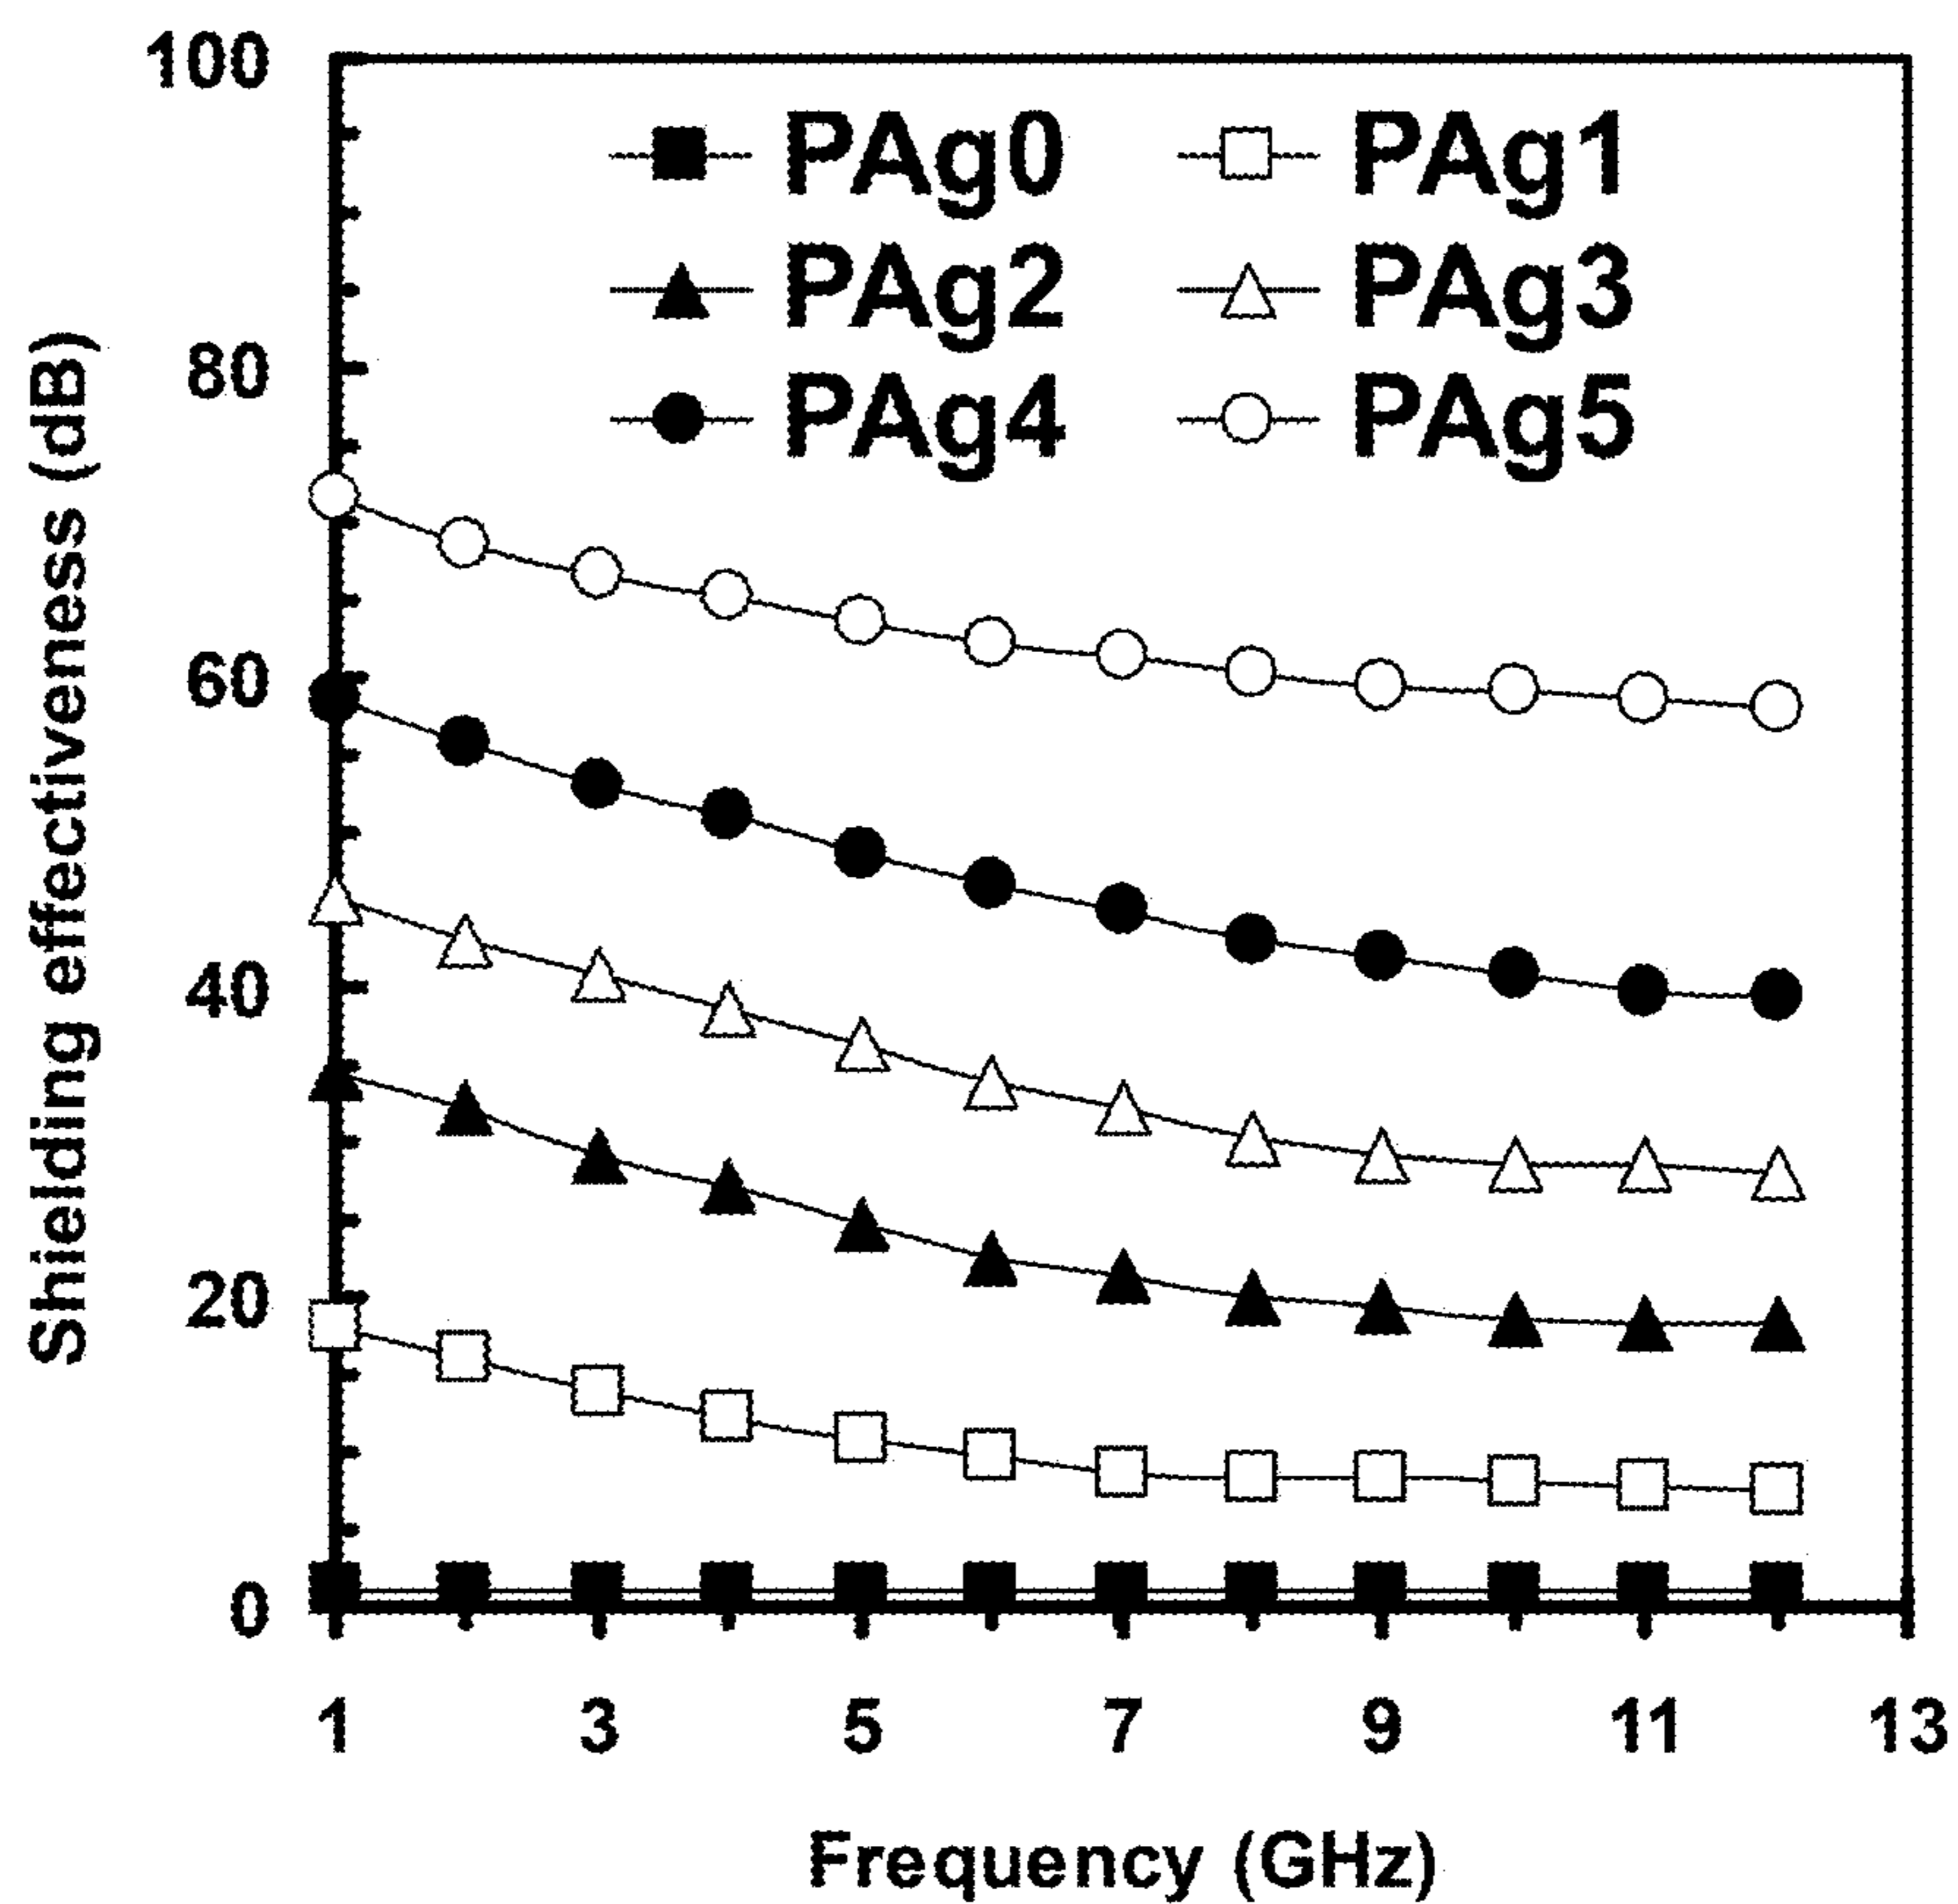 100
80
60
40
20
0
Shielding effectiveness (dB)
PAg0 PAg1
PAg2 PAg3
PAg4 PAg5
1 3 5 7 9 11 13
Frequency (GHz)